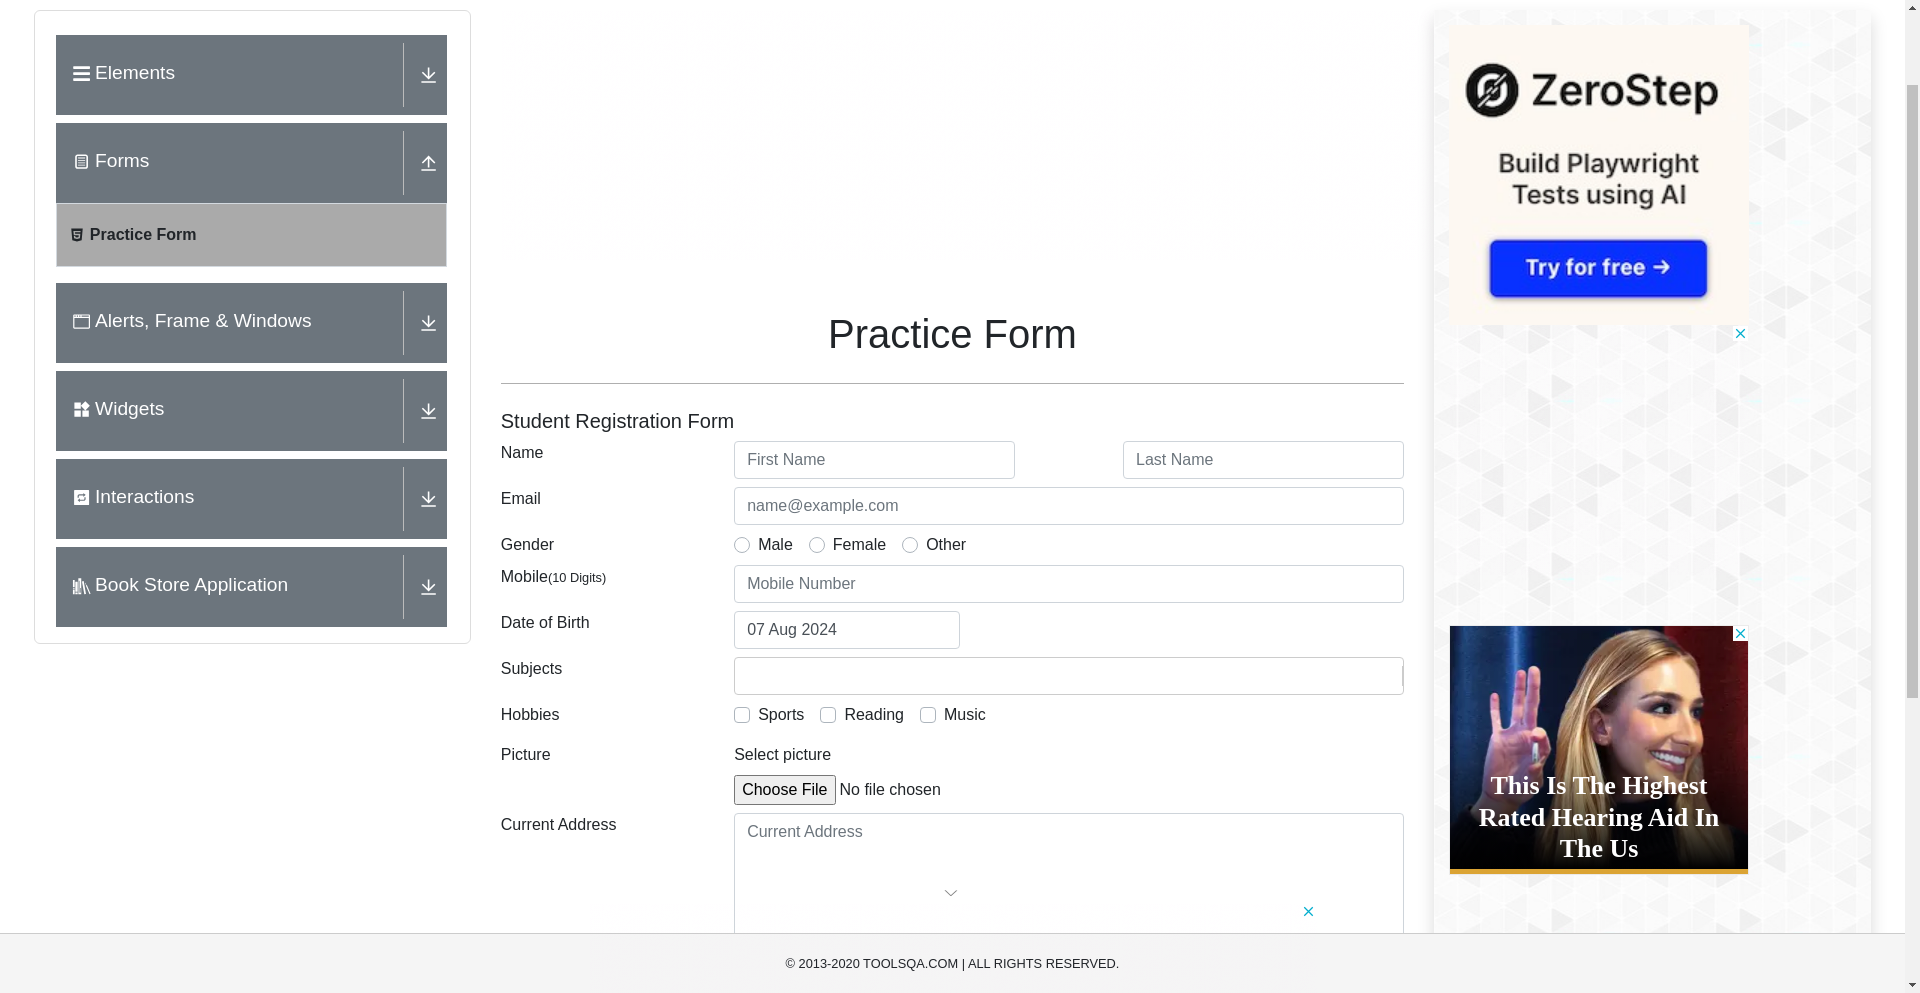 Elements
Forms
Practice Form
Alerts, Frame & Windows
Widgets
Interactions
Book Store Application
Practice Form
Student Registration Form
Name
First Name
Last Name
Email
name@example.com
Gender
Male
Female
Other
Mobile(10 Digits)
Mobile Number
Date of Birth
07 Aug 2024
Subjects
Hobbies
Sports
Reading
Music
Picture
Select picture
Choose File No file chosen
Current Address
Current Address
ZeroStep
Build Playwright
Tests using AI
Try for free →
This Is The Highest
Rated Hearing Aid In
The Us
© 2013-2020 TOOLSQA.COM | ALL RIGHTS RESERVED.